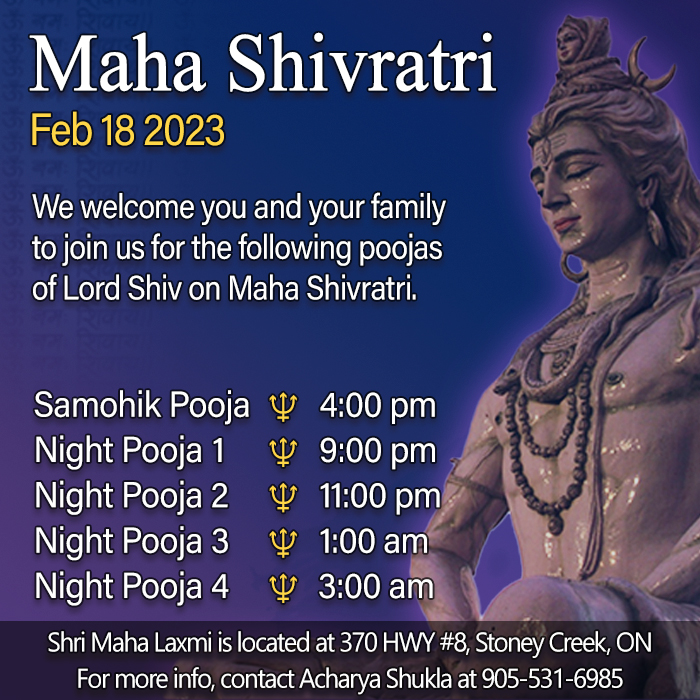 Maha Shivratri
Feb 18 2023
We welcome you and your family
to join us for the following poojas
of Lord Shiv on Maha Shivratri.
Samohik Pooja 4:00 pm
Night Pooja 1 9:00 pm
Night Pooja 2 11:00 pm
Night Pooja 3 1:00 am
Night Pooja 4 3:00 am
Shri Maha Laxmi is located at 370 HWY #8, Stoney Creek, ON
For more info, contact Acharya Shukla at 905-531-6985